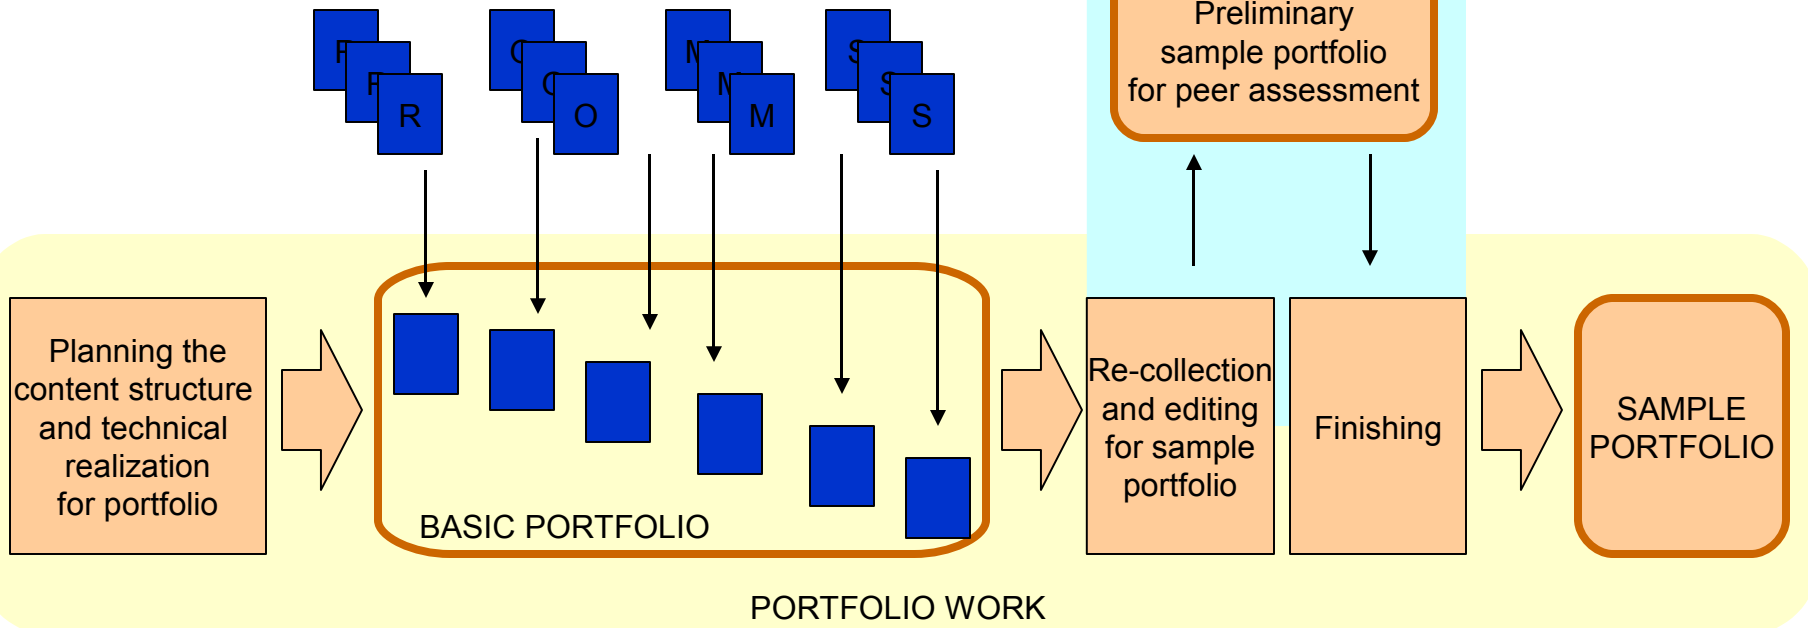 R
R
R
O
O
O
M
M
M
S
S
S
Preliminary
sample portfolio
for peer assessment
Planning the
content structure
and technical
realization
for portfolio
BASIC PORTFOLIO
Re-collection
and editing
for sample
portfolio
Finishing
SAMPLE
PORTFOLIO
PORTFOLIO WORK